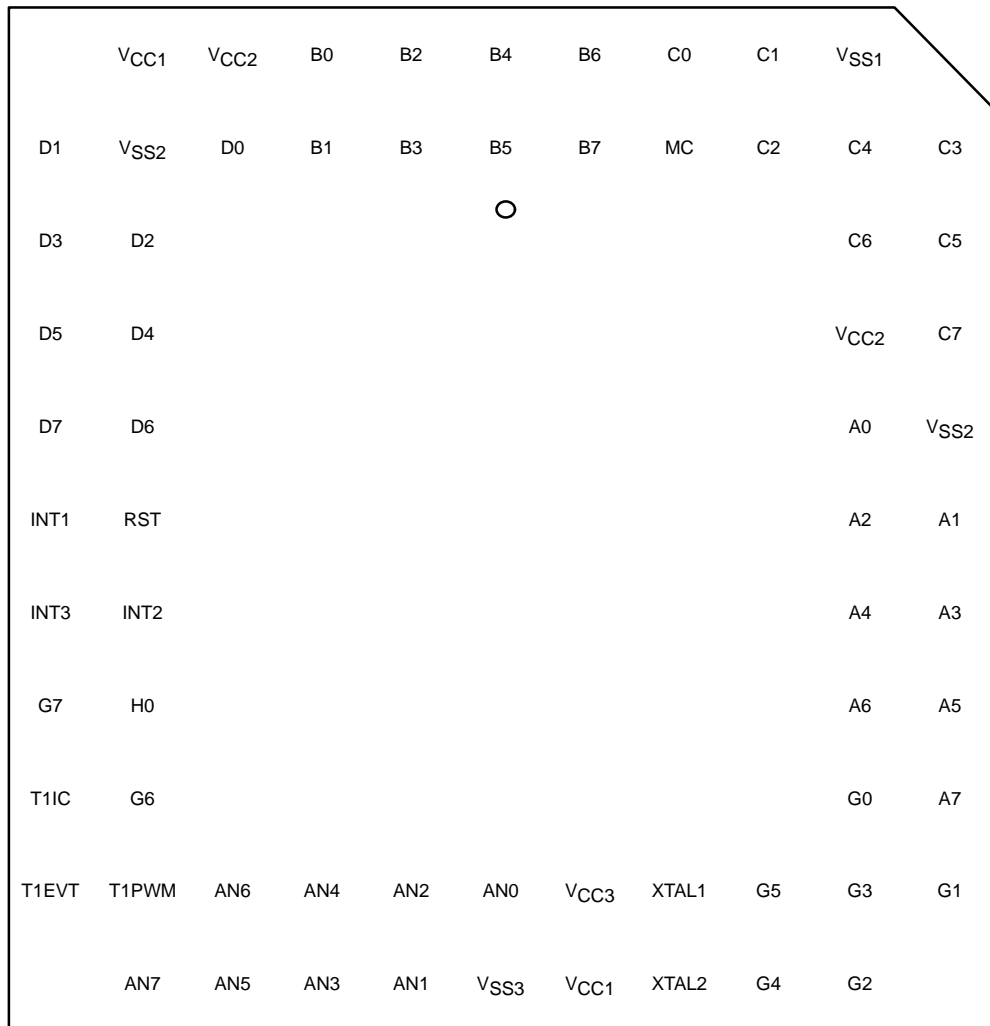 VCC1 VCC2 B0 B2 B4 B6 C0 C1 VSS1
D1 VSS2 D0 B1 B3 B5 B7 MC C2 C4 C3
D3 D2 C6 C5
D5 D4 VCC2 C7
D7 D6 A0 VSS2
INT1 RST A2 A1
INT3 INT2 A4 A3
G7 H0 A6 A5
T1IC G6 G0 A7
T1EVT T1PWM AN6 AN4 AN2 AN0 VCC3 XTAL1 G5 G3 G1
AN7 AN5 AN3 AN1 VSS3 VCC1 XTAL2 G4 G2